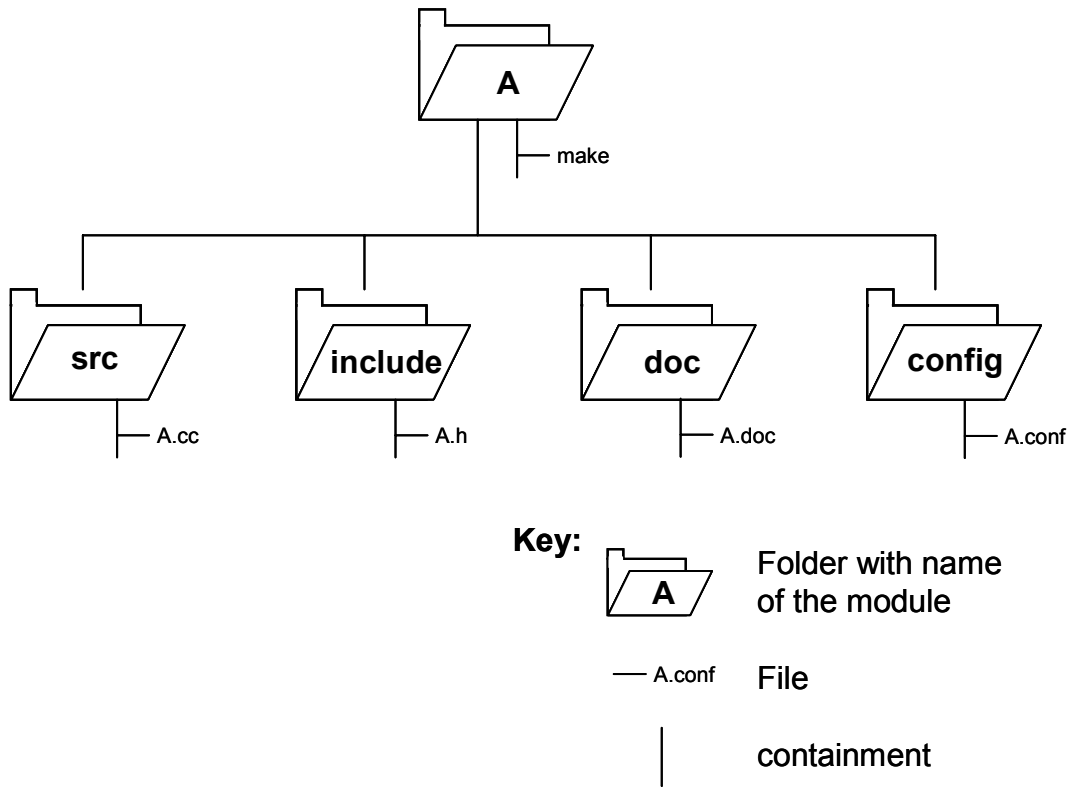 A
make
src
include
doc
config
A.cc
A.h
A.doc
A.conf
Key:
A
Folder with name
of the module
A.conf
File
containment